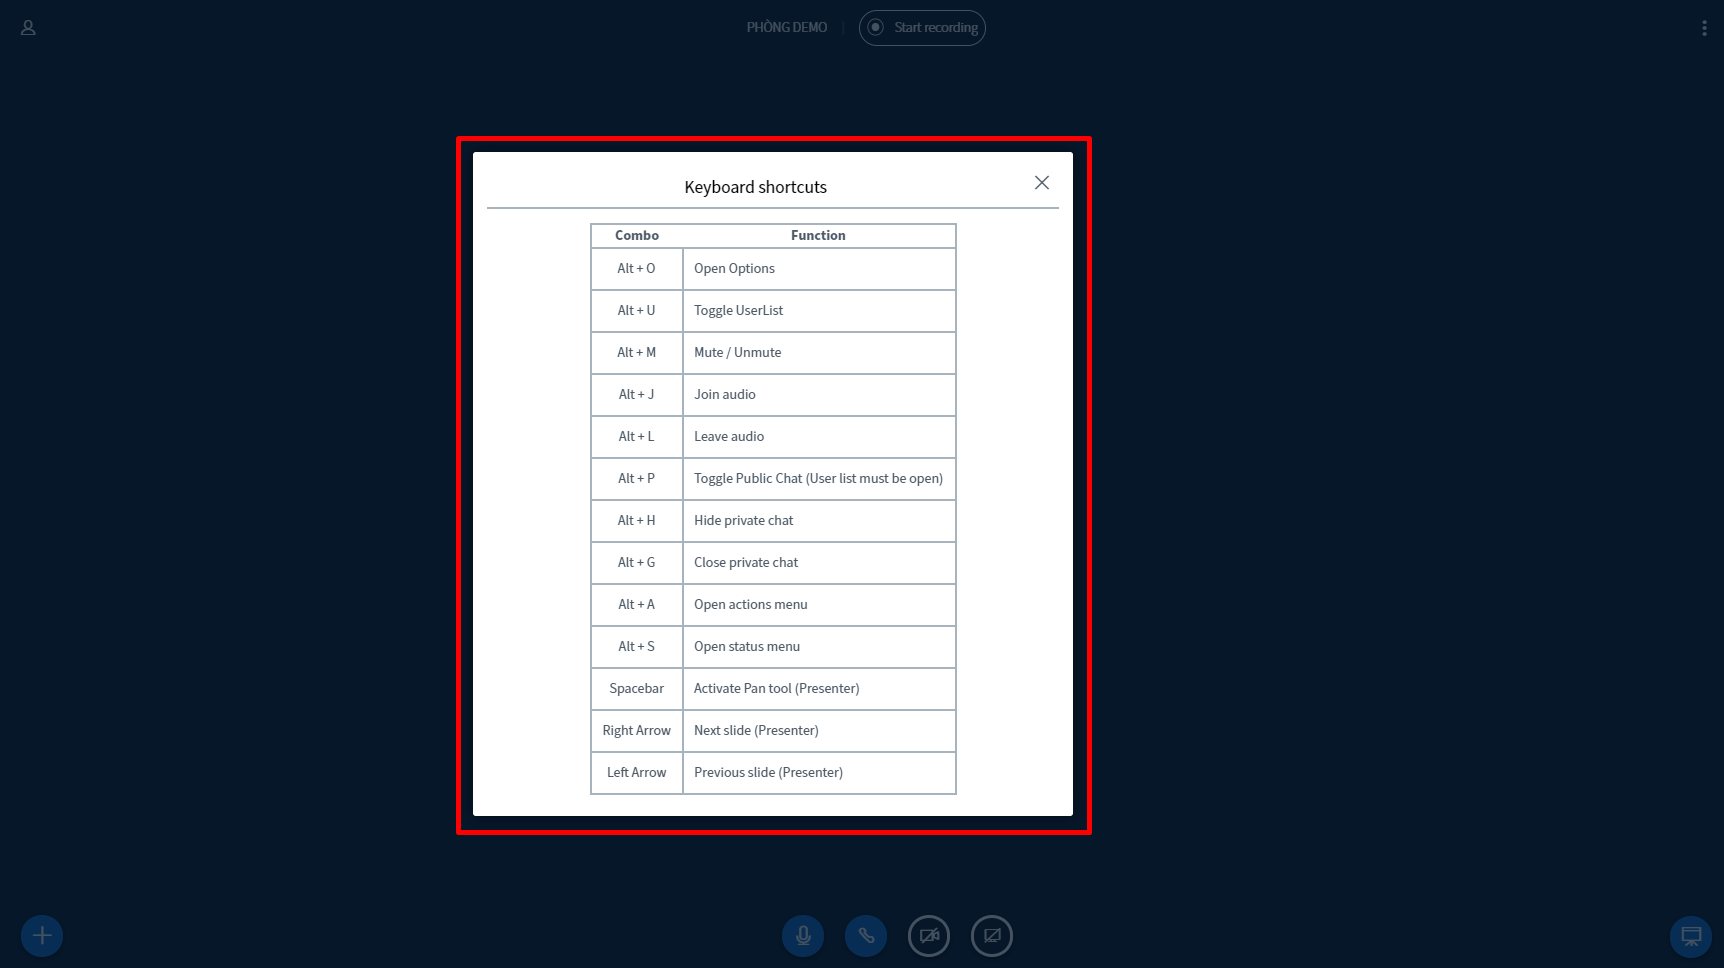 PHÒNG DEMO
Start recording
Keyboard shortcuts
Combo Function
Alt + O Open Options
Alt + U Toggle UserList
Alt + M Mute / Unmute
Alt + J Join audio
Alt + L Leave audio
Alt + P Toggle Public Chat (User list must be open)
Alt + H Hide private chat
Alt + G Close private chat
Alt + A Open actions menu
Alt + S Open status menu
Spacebar Activate Pan tool (Presenter)
Right Arrow Next slide (Presenter)
Left Arrow Previous slide (Presenter)